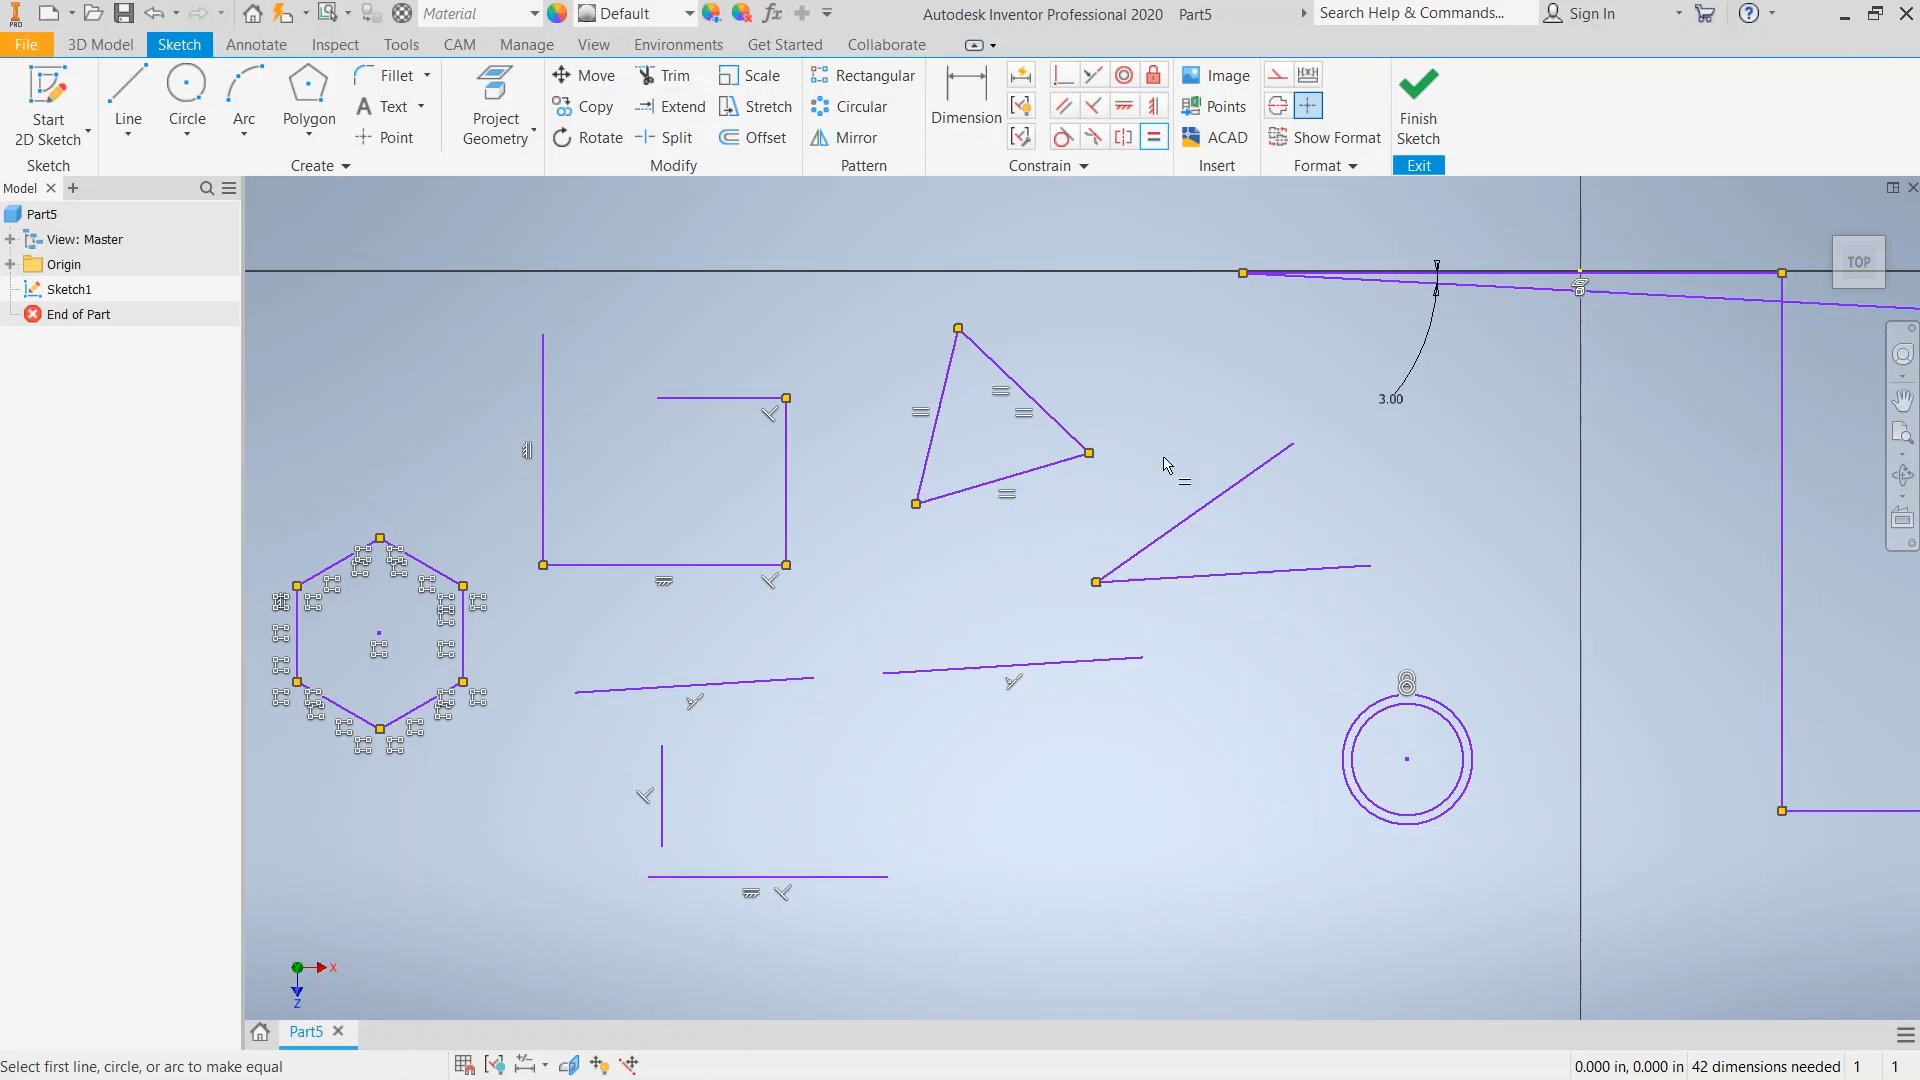 PRO
Material
Default
fx
Autodesk Inventor Professional 2020 Part5
Search Help & Commands...
Sign In
File 3D Model Sketch Annotate Inspect Tools CAM Manage View Environments Get Started Collaborate
Start
2D Sketch
Line
Circle
Arc
Polygon
Fillet
Text
Point
Project
Geometry
Move
Copy
Rotate
Trim
Extend
Split
Scale
Stretch
Offset
Rectangular
Circular
Mirror
Dimension
Image
Points
ACAD
Show Format
Finish
Sketch
Sketch Create Modify Pattern Constrain Insert Format Exit
Model
Part5
View: Master
Origin
Sketch1
End of Part
TOP
3.00
X
Z
Part5
Select first line, circle, or arc to make equal
0.000 in, 0.000 in 42 dimensions needed 1 1